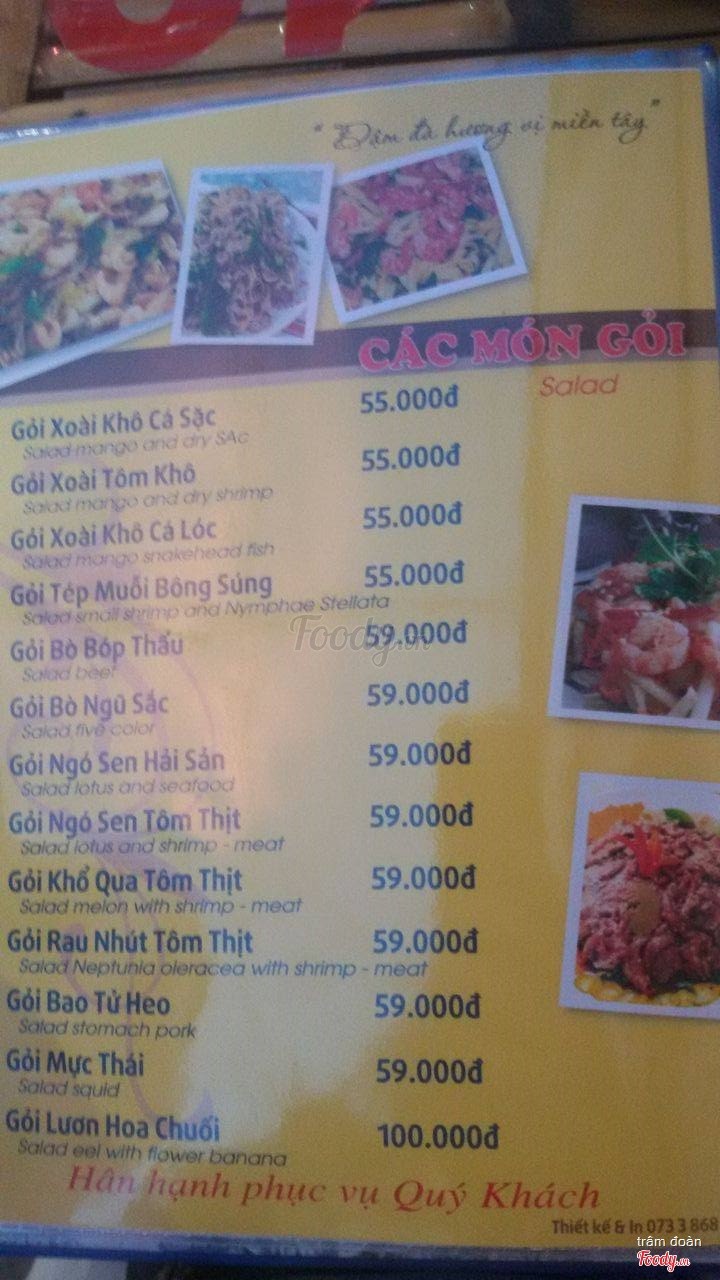 " Đậm đà hương vị miền tây "
CÁC MÓN GỎI
Salad
Gỏi Xoài Khô Cá Sặc 55.000đ
Salad mango and dry SAc
Gỏi Xoài Tôm Khô 55.000đ
Salad mango and dry shrimp
Gỏi Xoài Khô Cá Lóc 55.000đ
Salad mango snakehead fish
Gỏi Tép Muỗi Bông Súng 55.000đ
Salad small shrimp and Nymphae Stellata
Gỏi Bò Bóp Thấu 59.000đ
Salad beef
Gỏi Bò Ngũ Sắc 59.000đ
Salad five color
Gỏi Ngó Sen Hải Sản 59.000đ
Salad lotus and seafood
Gỏi Ngó Sen Tôm Thịt 59.000đ
Salad lotus and shrimp - meat
Gỏi Khổ Qua Tôm Thịt 59.000đ
Salad melon with shrimp - meat
Gỏi Rau Nhút Tôm Thịt 59.000đ
Salad Neptunia oleracea with shrimp - meat
Gỏi Bao Tử Heo 59.000đ
Salad stomach pork
Gỏi Mực Thái 59.000đ
Salad squid
Gỏi Lươn Hoa Chuối 100.000đ
Salad eel with flower banana
Hân hạnh phục vụ Quý Khách
Thiết kế & In 073 3 868
Foody.vn
trâm đoàn
Foody.vn